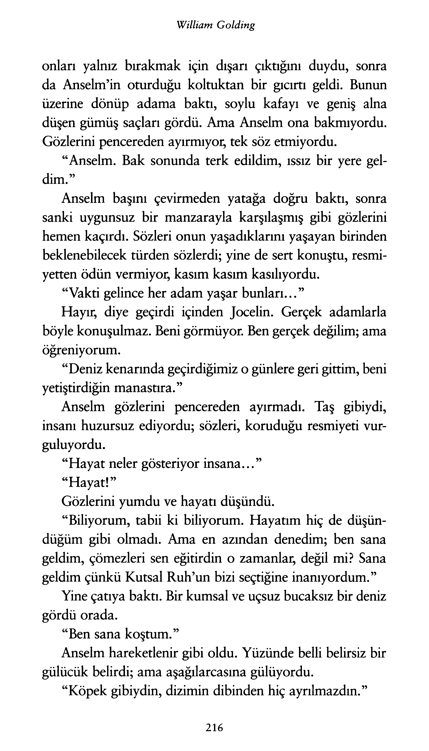 William Golding
onları yalnız bırakmak için dışarı çıktığını duydu, sonra
da Anselm’in oturduğu koltuktan bir gıcırtı geldi. Bunun
üzerine dönüp adama baktı, soylu kafayı ve geniş alna
düşen gümüş saçları gördü. Ama Anselm ona bakmıyordu.
Gözlerini pencereden ayırmıyor, tek söz etmiyordu.
“Anselm. Bak sonunda terk edildim, ıssız bir yere gel-
dim.”
Anselm başını çevirmeden yatağa doğru baktı, sonra
sanki uygunsuz bir manzarayla karşılaşmış gibi gözlerini
hemen kaçırdı. Sözleri onun yaşadıklarını yaşayan birinden
beklenebilecek türden sözlerdi; yine de sert konuştu, resmi-
yetten ödün vermiyor, kasım kasım kasılıyordu.
“Vakti gelince her adam yaşar bunları...”
Hayır, diye geçirdi içinden Jocelin. Gerçek adamlarla
böyle konuşulmaz. Beni görmüyor. Ben gerçek değilim; ama
öğreniyorum.
“Deniz kenarında geçirdiğimiz o günlere geri gittim, beni
yetiştirdiğin manastıra.”
Anselm gözlerini pencereden ayırmadı. Taş gibiydi,
insanı huzursuz ediyordu; sözleri, koruduğu resmiyeti vur-
guluyordu.
“Hayat neler gösteriyor insana...”
“Hayat!”
Gözlerini yumdu ve hayatı düşündü.
“Biliyorum, tabii ki biliyorum. Hayatım hiç de düşün-
düğüm gibi olmadı. Ama en azından denedim; ben sana
geldim, çömezleri sen eğitirdin o zamanlar, değil mi? Sana
geldim çünkü Kutsal Ruh’un bizi seçtiğine inanıyordum.”
Yine çatıya baktı. Bir kumsal ve uçsuz bucaksız bir deniz
gördü orada.
“Ben sana koştum.”
Anselm hareketlenir gibi oldu. Yüzünde belli belirsiz bir
gülücük belirdi; ama aşağılarcasına gülüyordu.
“Köpek gibiydin, dizimin dibinden hiç ayrılmazdın.”
216